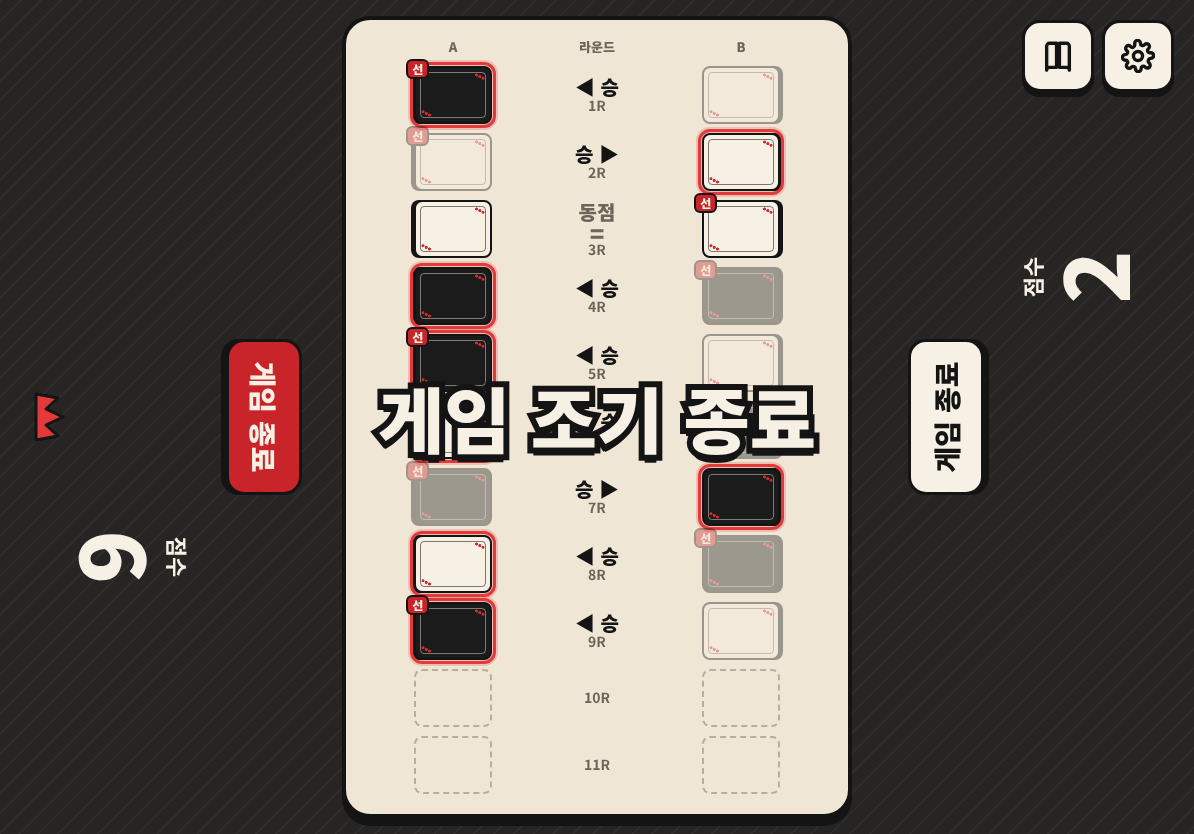 A 라운드 B
선 ◀ 승
1R
선 승 ▶
2R
동점 선
=
3R
◀ 승 선
4R
선 ◀ 승
5R
게임 조기 종료
선 승 ▶
7R
◀ 승 선
8R
선 ◀ 승
9R
10R
11R
게임 종료
6
점수
게임 종료
점수
2